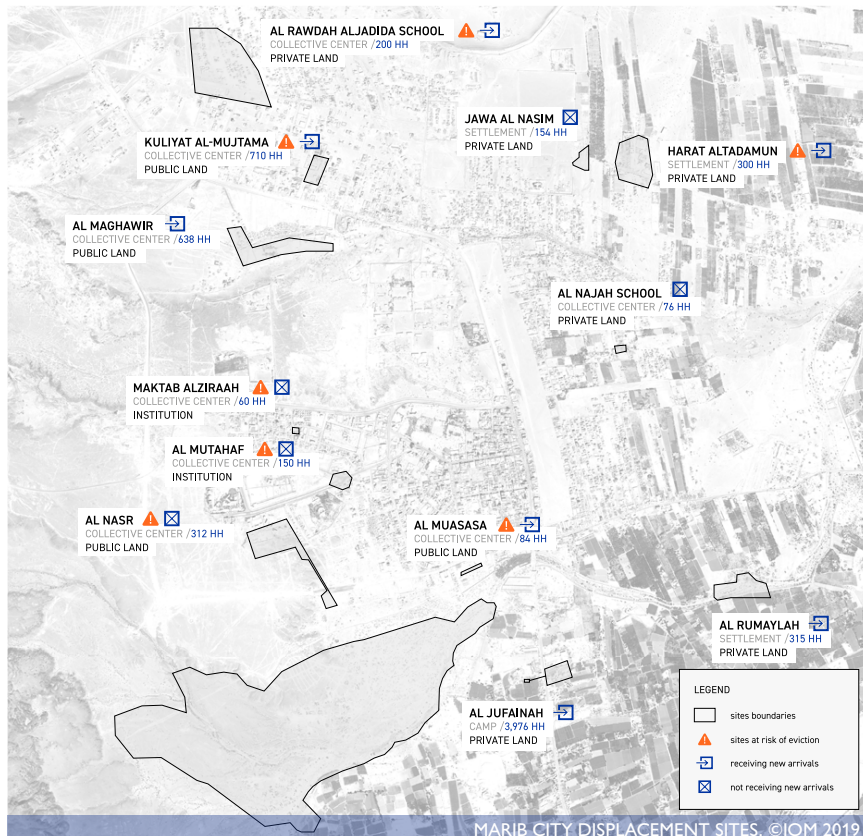 AL RAWDAH ALJADIDA SCHOOL
COLLECTIVE CENTER /200 HH
PRIVATE LAND
JAWA AL NASIM
SETTLEMENT /154 HH
PRIVATE LAND
KULIYAT AL-MUJTAMA
COLLECTIVE CENTER /710 HH
PUBLIC LAND
HARAT ALTADAMUN
SETTLEMENT /300 HH
PRIVATE LAND
AL MAGHAWIR
COLLECTIVE CENTER /638 HH
PUBLIC LAND
AL NAJAH SCHOOL
COLLECTIVE CENTER /76 HH
PRIVATE LAND
MAKTAB ALZIRAAH
COLLECTIVE CENTER /60 HH
INSTITUTION
AL MUTAHAF
COLLECTIVE CENTER /150 HH
INSTITUTION
AL NASR
COLLECTIVE CENTER /312 HH
PUBLIC LAND
AL MUASASA
COLLECTIVE CENTER /84 HH
PUBLIC LAND
AL RUMAYLAH
SETTLEMENT /315 HH
PRIVATE LAND
AL JUFAINAH
CAMP /3,976 HH
PRIVATE LAND
LEGEND
sites boundaries
sites at risk of eviction
receiving new arrivals
not receiving new arrivals
MARIB CITY DISPLACEMENT SITES ©IOM 2019